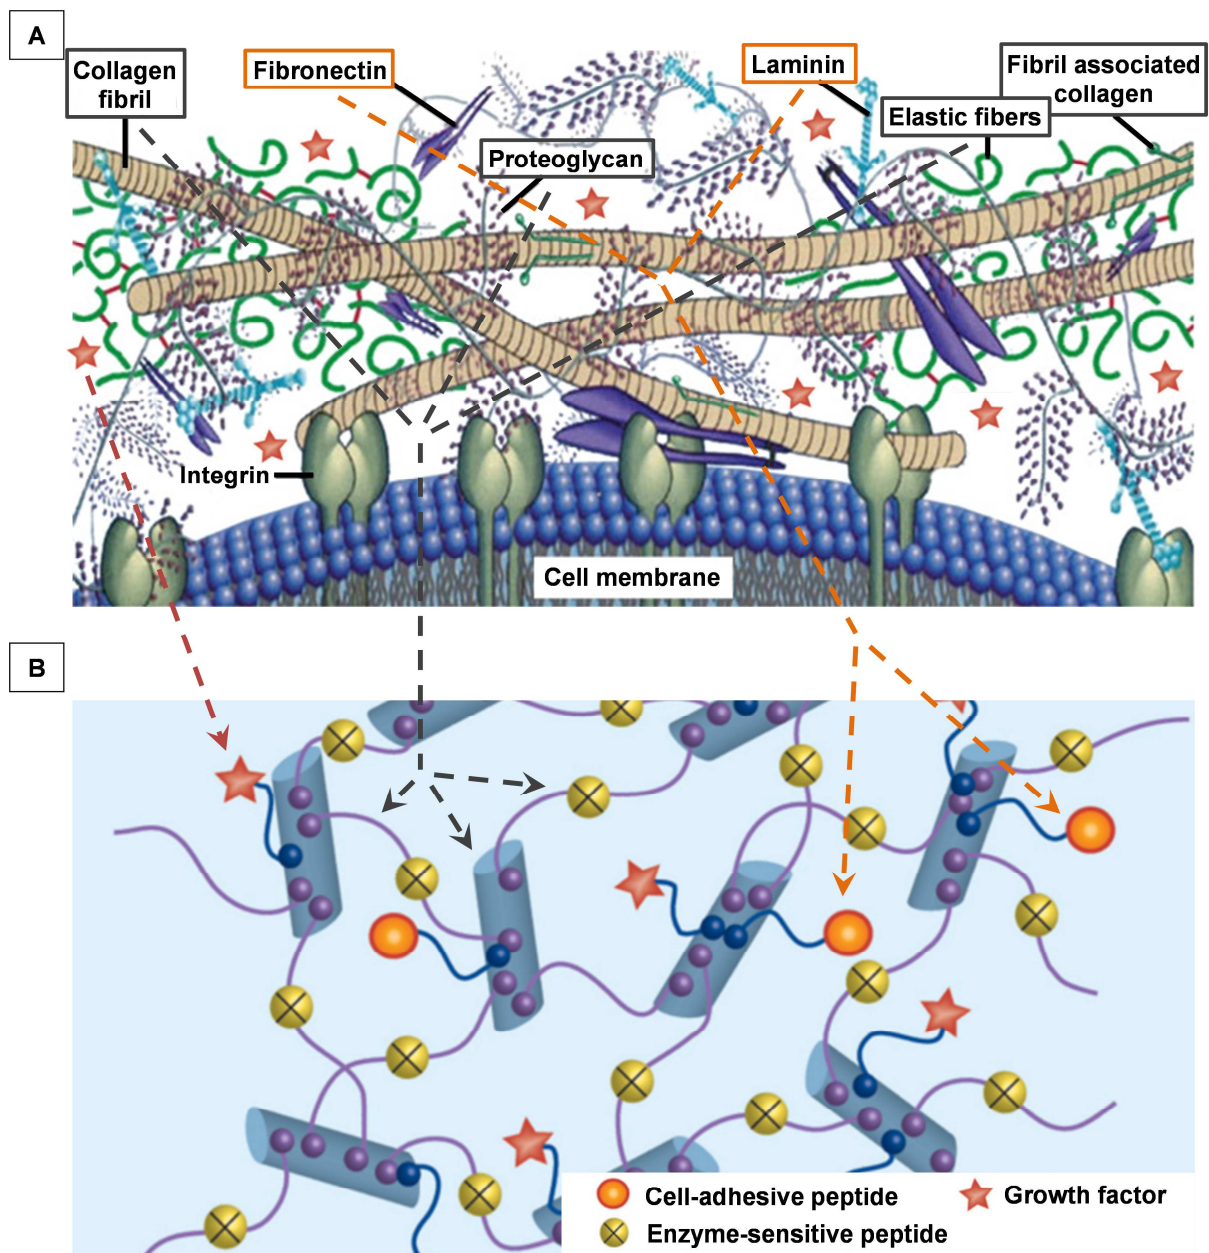 A
Collagen
fibril
Fibronectin
Laminin
Fibril associated
collagen
Elastic fibers
Proteoglycan
Integrin
Cell membrane
B
Cell-adhesive peptide
Growth factor
Enzyme-sensitive peptide